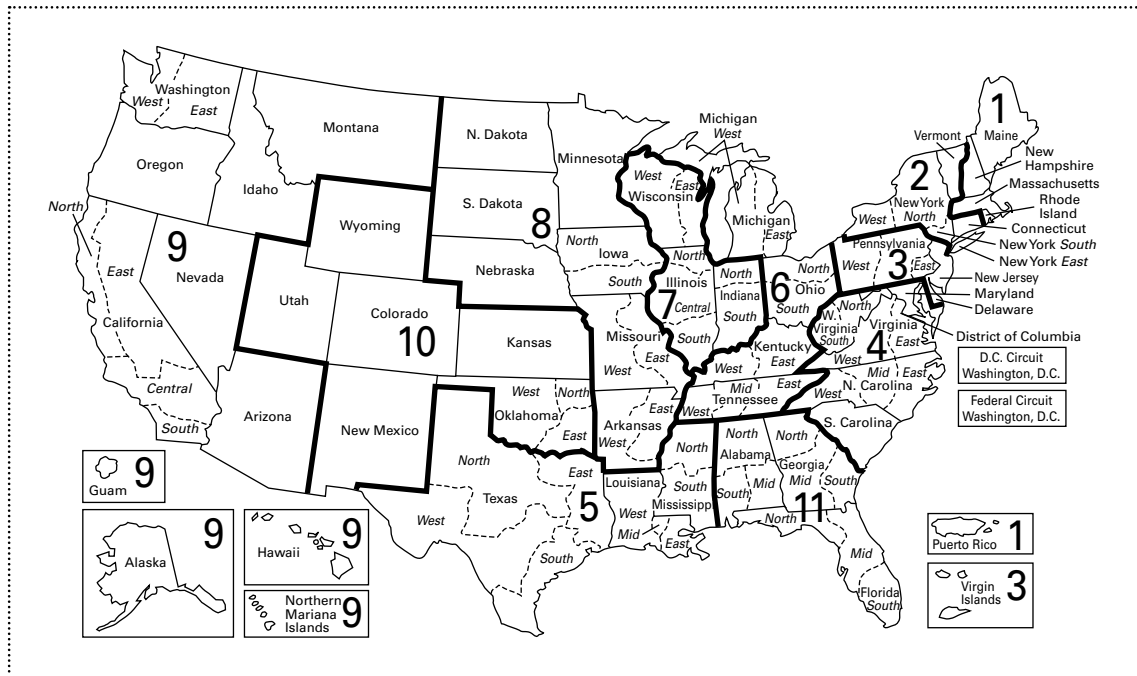 Washington
West
East
Montana
N. Dakota
Minnesota
Michigan
West
1
Maine
Vermont
New
Hampshire
Oregon
Idaho
S. Dakota
8
West
East
Wisconsin
Michigan
East
2
New York
West
North
Massachusetts
Rhode
Island
Connecticut
New York South
New York East
North
Wyoming
9
Nevada
East
California
Central
South
Utah
Colorado
10
Nebraska
North
Iowa
South
North
Illinois
7
Central
South
North
Indiana
South
6
North
Ohio
South
Pennsylvania
West
3
East
New Jersey
Maryland
Delaware
District of Columbia
D.C. Circuit
Washington, D.C.
Federal Circuit
Washington, D.C.
Kansas
Missouri
East
West
Kentucky
East
West
North
W.
Virginia
South
Virginia
East
4
West
Mid
East
N. Carolina
West
Mid
East
Tennessee
West
S. Carolina
Arizona
New Mexico
West
North
Oklahoma
East
East
Arkansas
West
North
Texas
East
West
5
South
Louisiana
West
Mid
East
North
South
Mississippi
North
Alabama
South
Mid
North
Georgia
Mid
South
11
North
Mid
Florida
South
9
Guam
9
Alaska
9
Hawaii
Northern
Mariana
Islands
9
Puerto Rico
1
Virgin
Islands
3